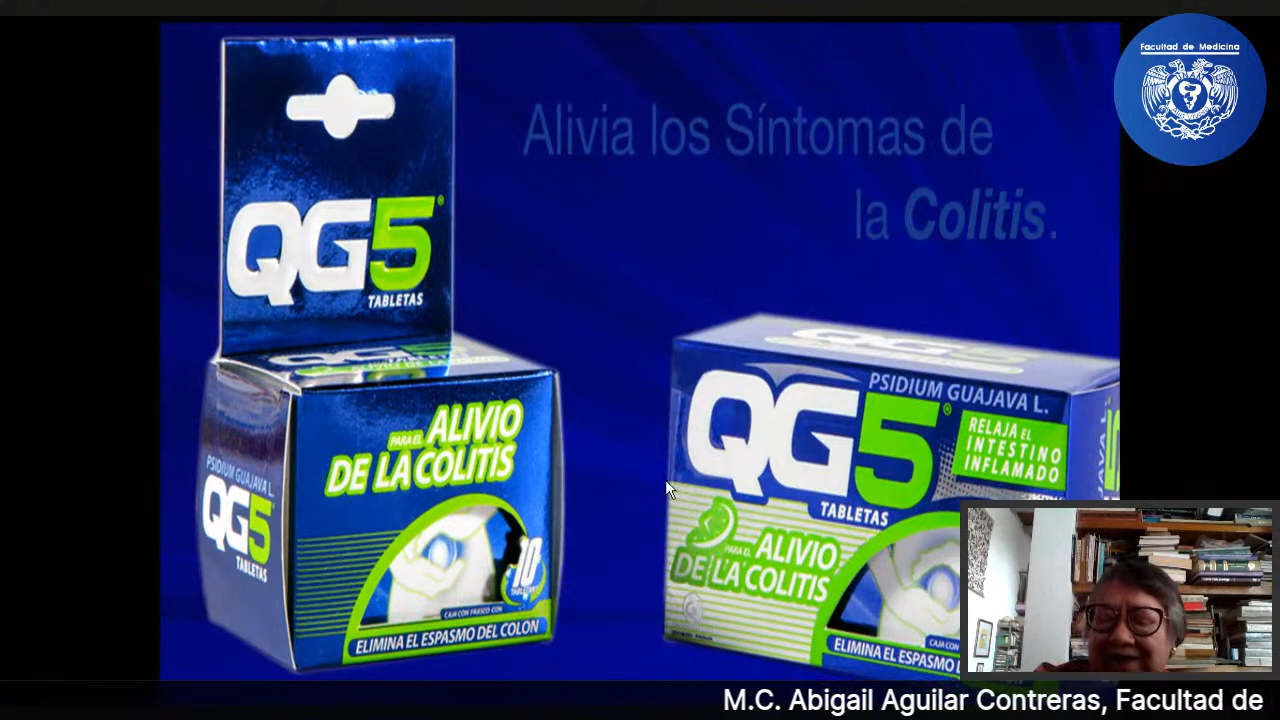 Facultad de Medicina
Alivia los Síntomas de
la Colitis.
QG5®
TABLETAS
PARA EL ALIVIO
DE LA COLITIS
PSIDIUM GUAJAVA L.
QG5
TABLETAS
10
CAJA CON FRASCO CON
ELIMINA EL ESPASMO DEL COLON
PSIDIUM GUAJAVA L.
QG5®
TABLETAS
RELAJA EL
INTESTINO
INFLAMADO
PARA EL ALIVIO
DE LA COLITIS
CAJA CON
ELIMINA EL ESPASMO
M.C. Abigail Aguilar Contreras, Facultad de